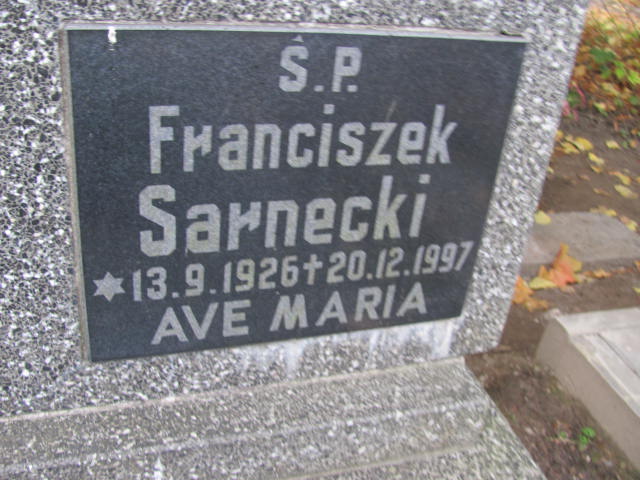 Ś.P.
Franciszek
Sarnecki
* 13.9.1926 † 20.12.1997
AVE MARIA